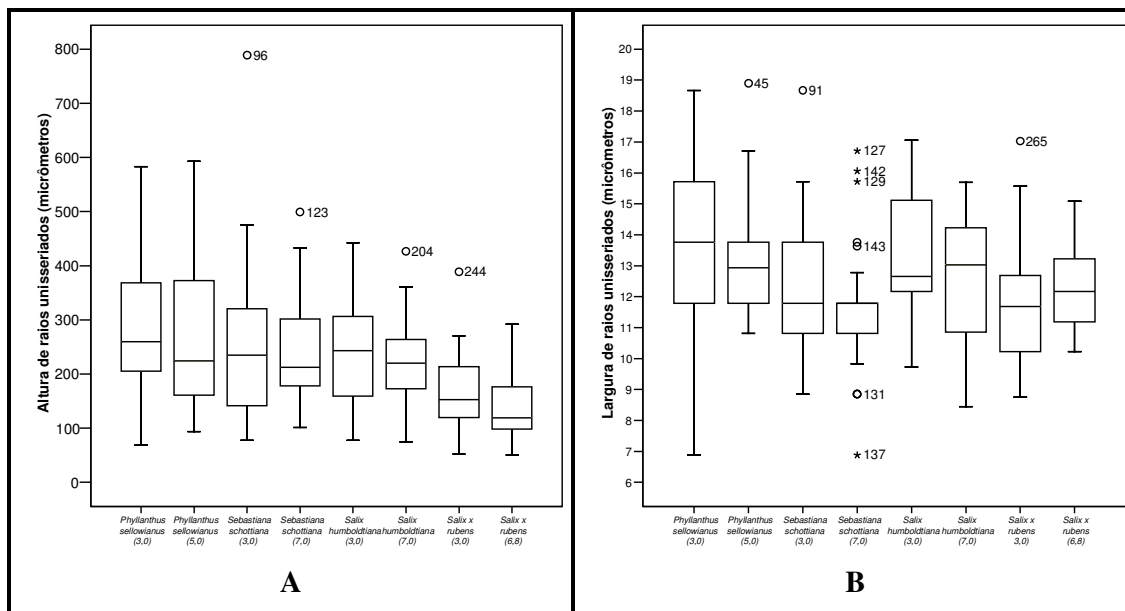 Altura de raios unisseriados (micrômetros)
800
700
600
500
400
300
200
100
0
96
123
204
244
Phyllanthus sellowianus (3,0)
Phyllanthus sellowianus (5,0)
Sebastiana schottiana (3,0)
Sebastiana schottiana (7,0)
Salix humboldtiana (3,0)
Salix humboldtiana (7,0)
Salix x rubens (3,0)
Salix x rubens (6,8)
A
Largura de raios unisseriados (micrômetros)
20
19
18
17
16
15
14
13
12
11
10
9
8
7
6
45
91
127
142
129
143
131
137
265
Phyllanthus sellowianus (3,0)
Phyllanthus sellowianus (5,0)
Sebastiana schottiana (3,0)
Sebastiana schottiana (7,0)
Salix humboldtiana (3,0)
Salix humboldtiana (7,0)
Salix x rubens 3,0)
Salix x rubens (6,8)
B